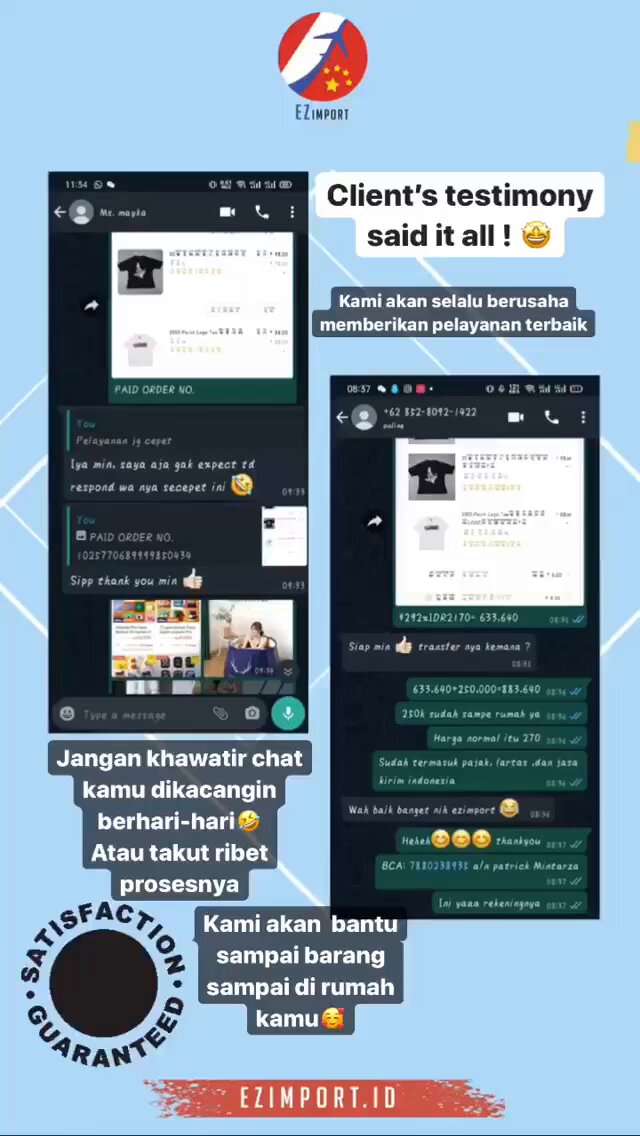 EZIMPORT
11:34
Ms. mayka
PAID ORDER NO.
You
Pelayanan jg cepet
Iya min, saya aja gak expect td
respond wa nya secepet ini 🤣
09:33
You
PAID ORDER NO.
1025770689999850434
Sipp thank you min 👍🏻
09:33
09:34
Type a message
Client's testimony
said it all ! 🤩
Kami akan selalu berusaha
memberikan pelayanan terbaik
08:37
+62 852-8092-1422
online
¥292xIDR2170= 633.640 08:35
Siap min 👍🏻 transfer nya kemana ?
08:35
633.640+250.000=883.640 08:36
250k sudah sampe rumah ya 08:36
Harga normal itu 270 08:36
Sudah termasuk pajak, lartas ,dan jasa
kirim indonesia 08:36
Wah baik banget nih ezimport 😂 08:36
Heheh😊😊😊 thankyou 08:37
BCA: 7880238935 a/n patrick Mintarza
08:37
Ini yaaa rekeningnya 08:37
Jangan khawatir chat
kamu dikacangin
berhari-hari🤣
Atau takut ribet
prosesnya
SATISFACTION
GUARANTEED
Kami akan bantu
sampai barang
sampai di rumah
kamu🥰
EZIMPORT.ID